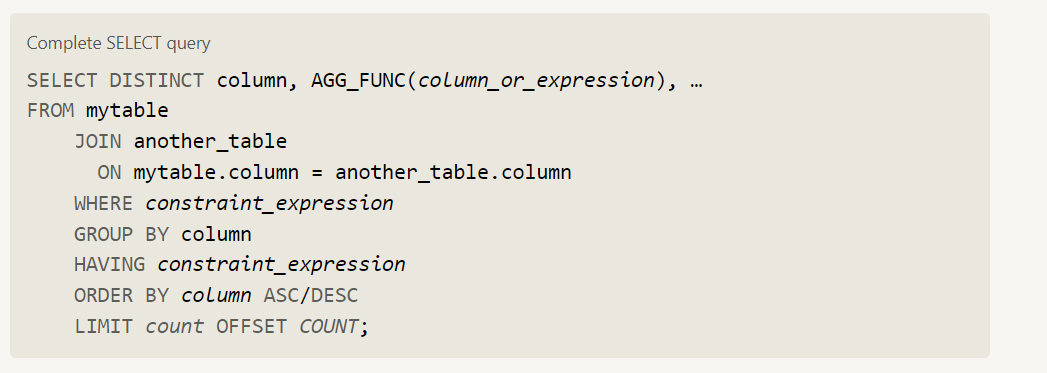 Complete SELECT query
SELECT DISTINCT column, AGG_FUNC(column_or_expression), …
FROM mytable
JOIN another_table
ON mytable.column = another_table.column
WHERE constraint_expression
GROUP BY column
HAVING constraint_expression
ORDER BY column ASC/DESC
LIMIT count OFFSET COUNT;